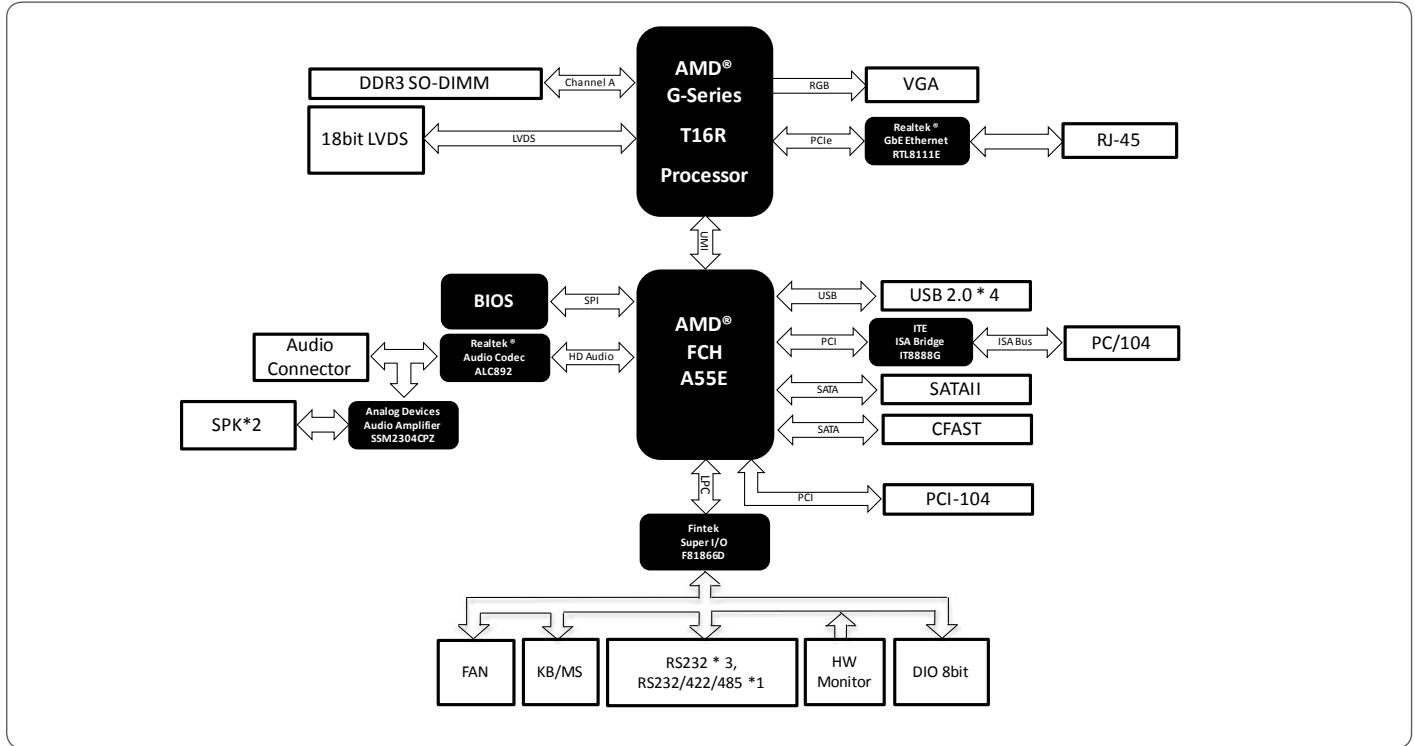 DDR3 SO-DIMM
Channel A
AMD®
G-Series
T16R
Processor
RGB
VGA
18bit LVDS
LVDS
PCIe
Realtek ®
GbE Ethernet
RTL8111E
RJ-45
UMI
BIOS
SPI
AMD®
FCH
A55E
USB
USB 2.0 * 4
Audio
Connector
Realtek ®
Audio Codec
ALC892
HD Audio
PCI
ITE
ISA Bridge
IT8888G
ISA Bus
PC/104
SATA
SATAII
SPK*2
Analog Devices
Audio Amplifier
SSM2304CPZ
SATA
CFAST
LPC
PCI
PCI-104
Fintek
Super I/O
F81866D
FAN
KB/MS
RS232 * 3,
RS232/422/485 *1
HW
Monitor
DIO 8bit